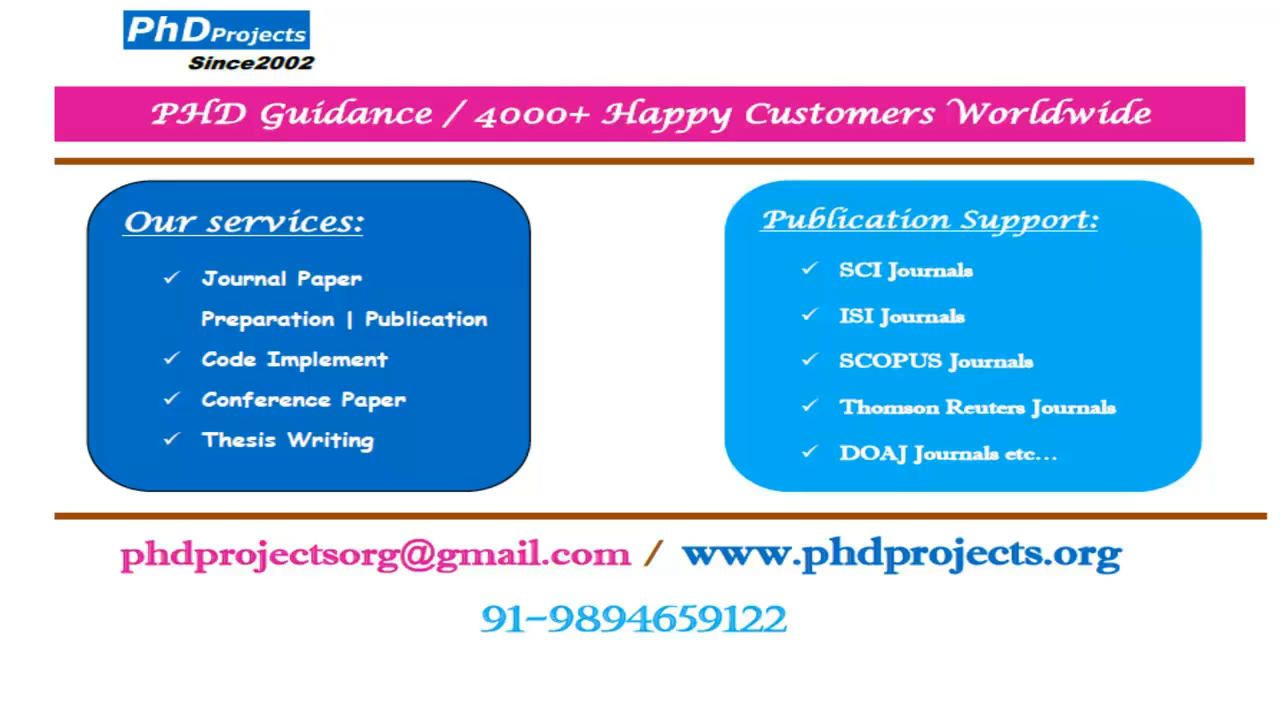 PhDProjects
Since2002
PHD Guidance / 4000+ Happy Customers Worldwide
Our services:
✓ Journal Paper
Preparation | Publication
✓ Code Implement
✓ Conference Paper
✓ Thesis Writing
Publication Support:
✓ SCI Journals
✓ ISI Journals
✓ SCOPUS Journals
✓ Thomson Reuters Journals
✓ DOAJ Journals etc...
phdprojectsorg@gmail.com / www.phdprojects.org
91-9894659122